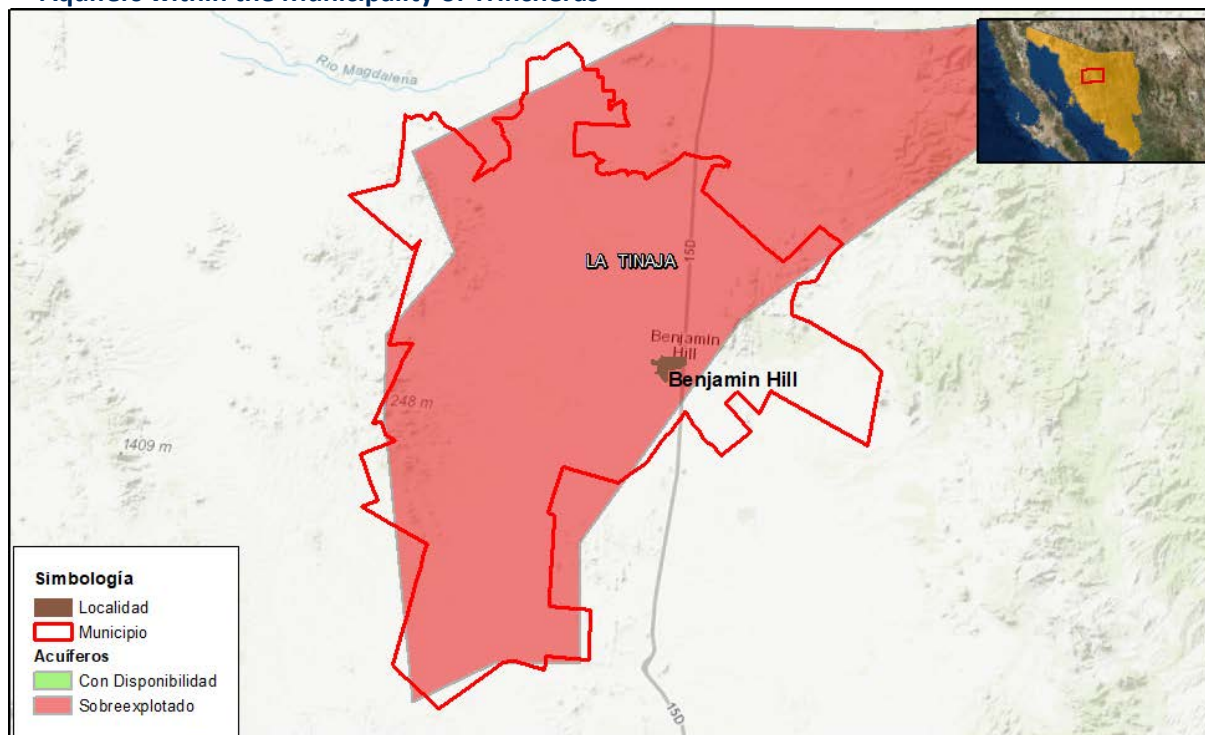 Aquifers within the Municipality of Trincheras
Rio Magdalena
15D
LA TINAJA
Benjamin
Hill
Benjamin Hill
248 m
1409 m
15D
Simbología
Localidad
Municipio
Acuíferos
Con Disponibilidad
Sobreexplotado